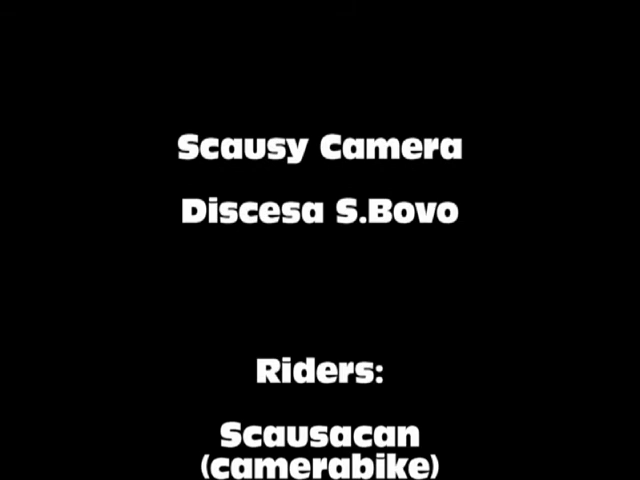 Scausy Camera
Discesa S.Bovo
Riders:
Scausacan
(camerabike)